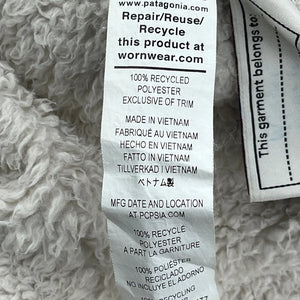 www.patagonia.com
Repair/Reuse/
Recycle
this product at
wornwear.com
100% RECYCLED
POLYESTER
EXCLUSIVE OF TRIM
MADE IN VIETNAM
FABRIQUÉ AU VIETNAM
HECHO EN VIETNAM
FATTO IN VIETNAM
TILLVERKAD I VIETNAM
ベトナム製
MFG DATE AND LOCATION
AT PCPSIA.COM
100% RECYCLÉ
POLYESTER
À PART LA GARNITURE
100% POLIÉSTER
RECICLADO
NO INCLUYE EL ADORNO
100% RECYCLING
This garment belongs to: